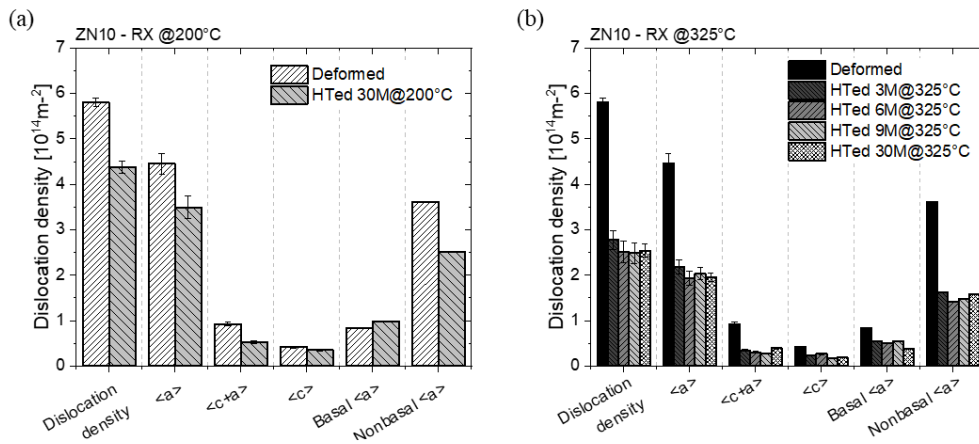 (a)
ZN10 - RX @200°C
Dislocation density [10¹⁴m⁻²]
7
6
5
4
3
2
1
0
Deformed
HTed 30M@200°C
Dislocation
density
<a>
<c+a>
<c>
Basal <a>
Nonbasal <a>
(b)
ZN10 - RX @325°C
Dislocation density [10¹⁴m⁻²]
7
6
5
4
3
2
1
0
Deformed
HTed 3M@325°C
HTed 6M@325°C
HTed 9M@325°C
HTed 30M@325°C
Dislocation
density
<a>
<c+a>
<c>
Basal <a>
Nonbasal <a>